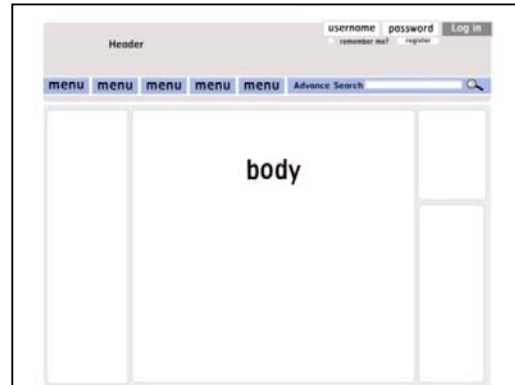 username password Log in
remember me? register
Header
menu menu menu menu menu Advance Search
body